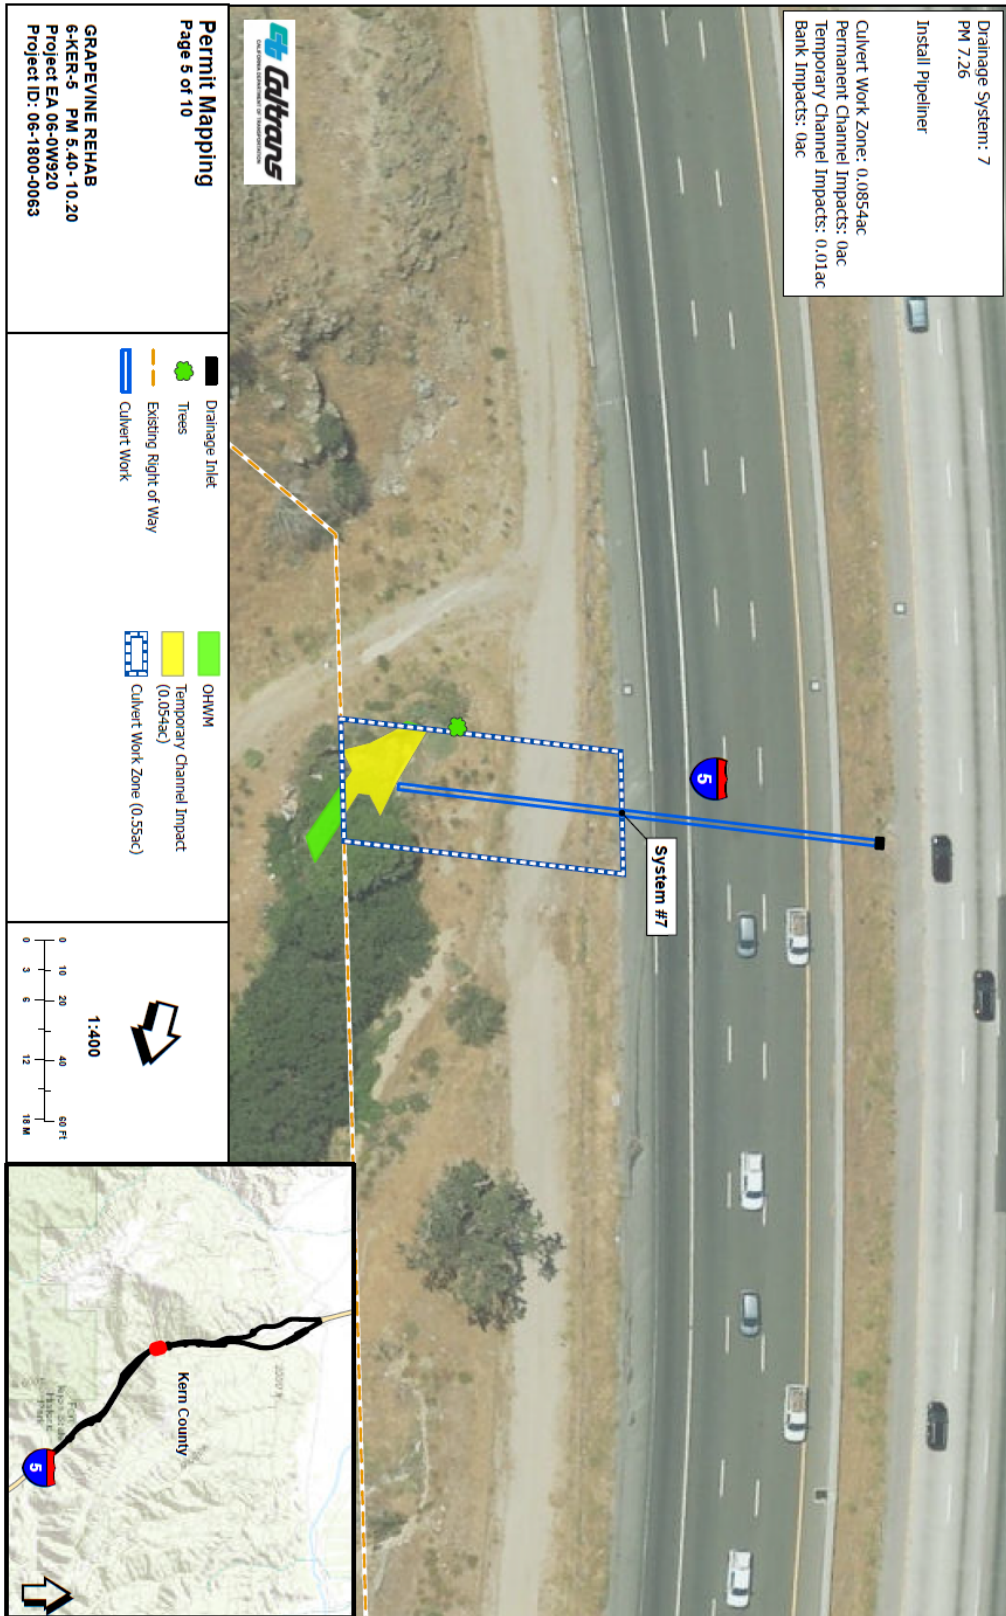 Drainage System: 7
PM 7.26
Install Pipeliner
Culvert Work Zone: 0.0854ac
Permanent Channel Impacts: 0ac
Temporary Channel Impacts: 0.01ac
Bank Impacts: 0ac
5
System #7
Caltrans
CALIFORNIA DEPARTMENT OF TRANSPORTATION
Permit Mapping
Page 5 of 10
GRAPEVINE REHAB
6-KER-5 PM 5.40- 10.20
Project EA 06-0W920
Project ID: 06-1800-0063
Drainage Inlet
Trees
Existing Right of Way
Culvert Work
OHWM
Temporary Channel Impact
(0.054ac)
Culvert Work Zone (0.55ac)
1:400
0 10 20 40 60 Ft
0 3 6 12 18 M
Kern County
5